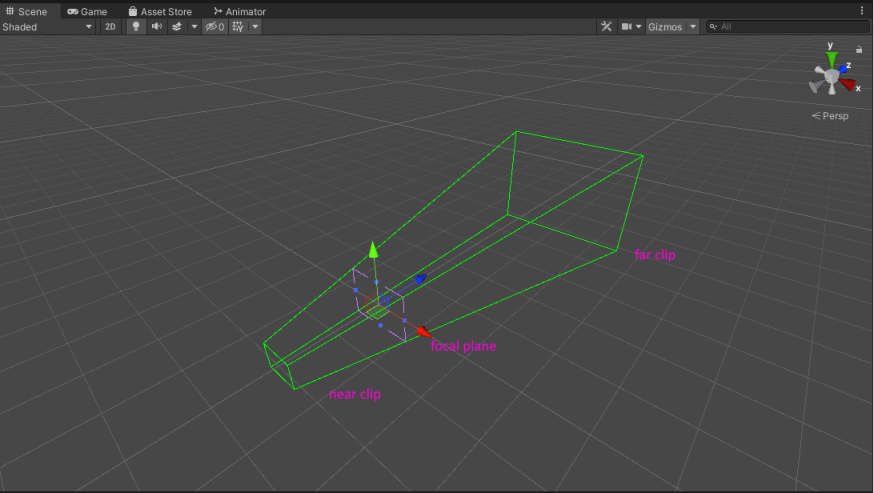 Scene Game Asset Store Animator
Shaded 2D 0 Gizmos All
y
z
x
Persp
far clip
focal plane
near clip